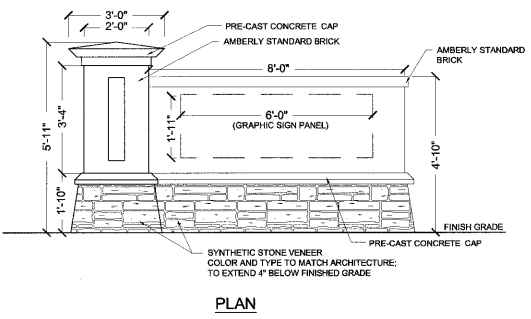 3'-0"
2'-0"
PRE-CAST CONCRETE CAP
AMBERLY STANDARD BRICK
AMBERLY STANDARD
BRICK
8'-0"
6'-0"
(GRAPHIC SIGN PANEL)
1'-11"
3'-4"
5'-11"
4'-10"
1'-10"
FINISH GRADE
PRE-CAST CONCRETE CAP
SYNTHETIC STONE VENEER
COLOR AND TYPE TO MATCH ARCHITECTURE;
TO EXTEND 4" BELOW FINISHED GRADE
PLAN